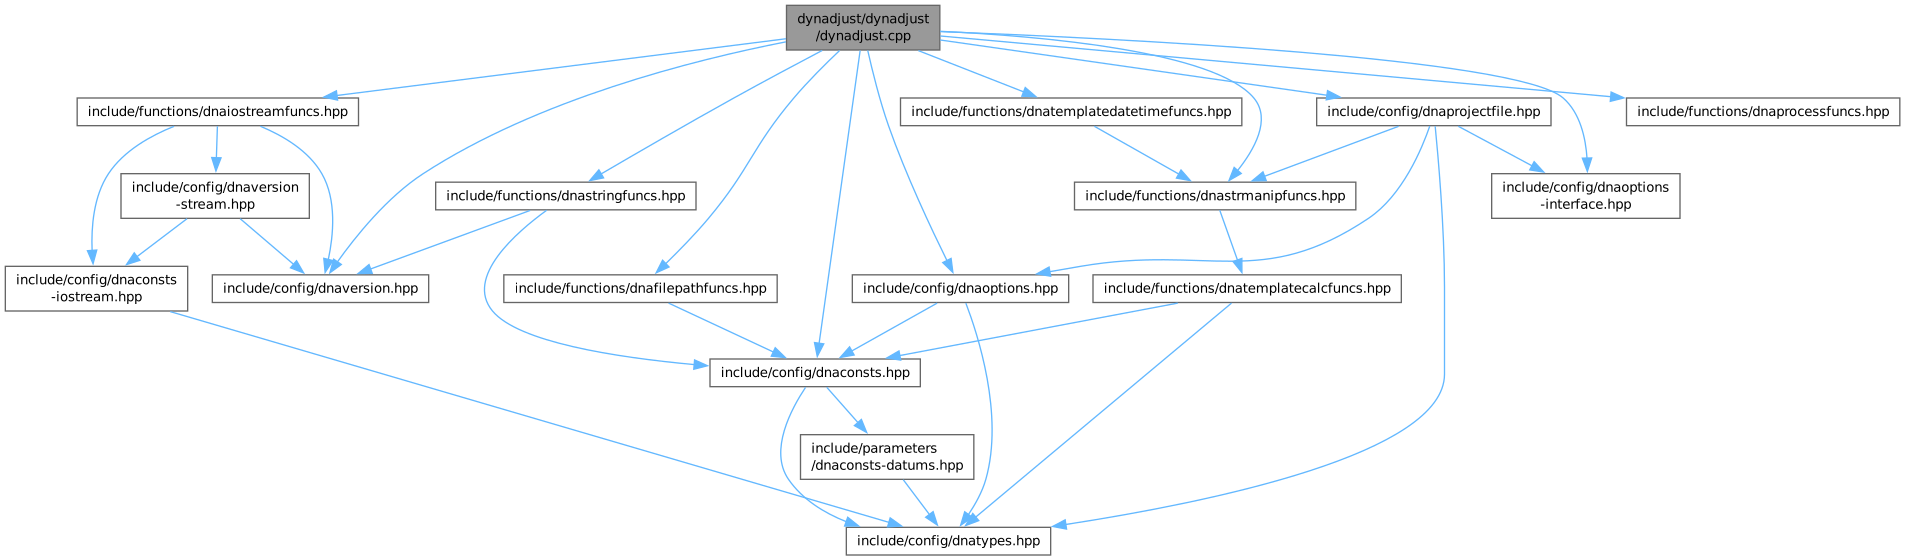 dynadjust/dynadjust
/dynadjust.cpp
include/functions/dnaiostreamfuncs.hpp
include/functions/dnatemplatedatetimefuncs.hpp
include/config/dnaprojectfile.hpp
include/functions/dnaprocessfuncs.hpp
include/config/dnaversion
-stream.hpp
include/functions/dnastringfuncs.hpp
include/functions/dnastrmanipfuncs.hpp
include/config/dnaoptions
-interface.hpp
include/config/dnaconsts
-iostream.hpp
include/config/dnaversion.hpp
include/functions/dnafilepathfuncs.hpp
include/config/dnaoptions.hpp
include/functions/dnatemplatecalcfuncs.hpp
include/config/dnaconsts.hpp
include/parameters
/dnaconsts-datums.hpp
include/config/dnatypes.hpp